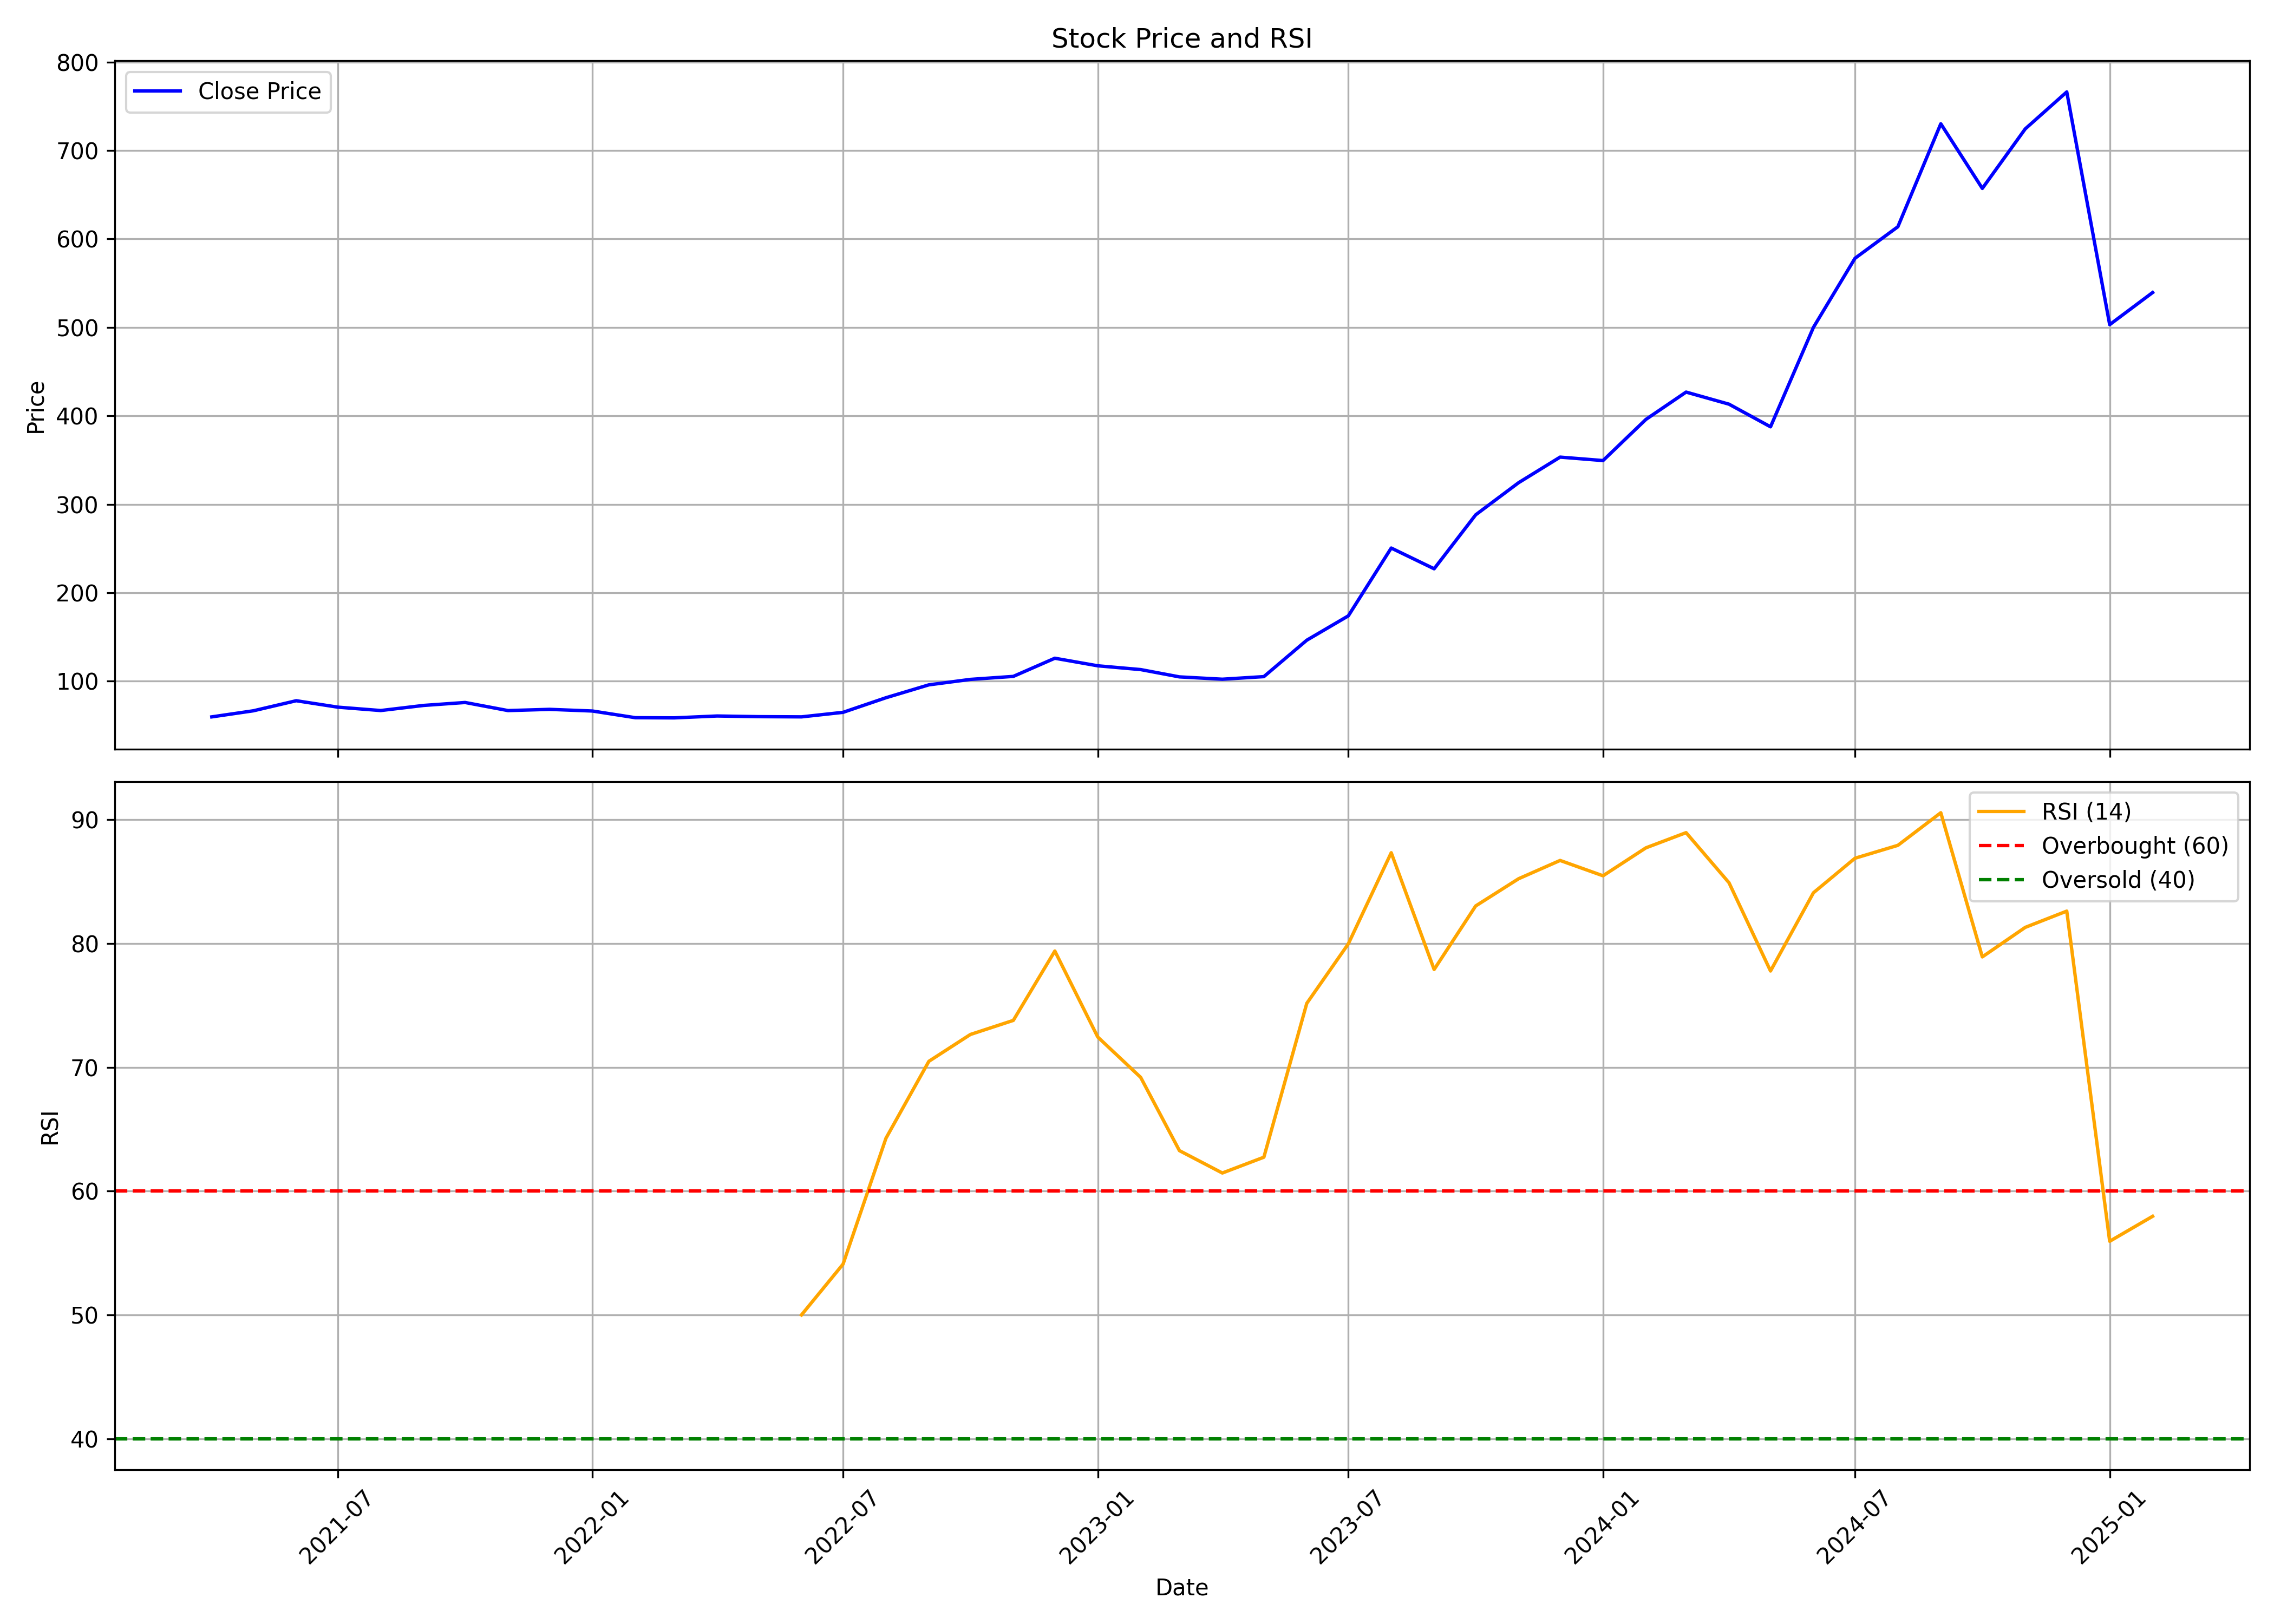 Stock Price and RSI
800
700
600
500
400
300
200
100
Price
Close Price
90
80
70
60
50
40
RSI
RSI (14)
Overbought (60)
Oversold (40)
2021-07
2022-01
2022-07
2023-01
2023-07
2024-01
2024-07
2025-01
Date